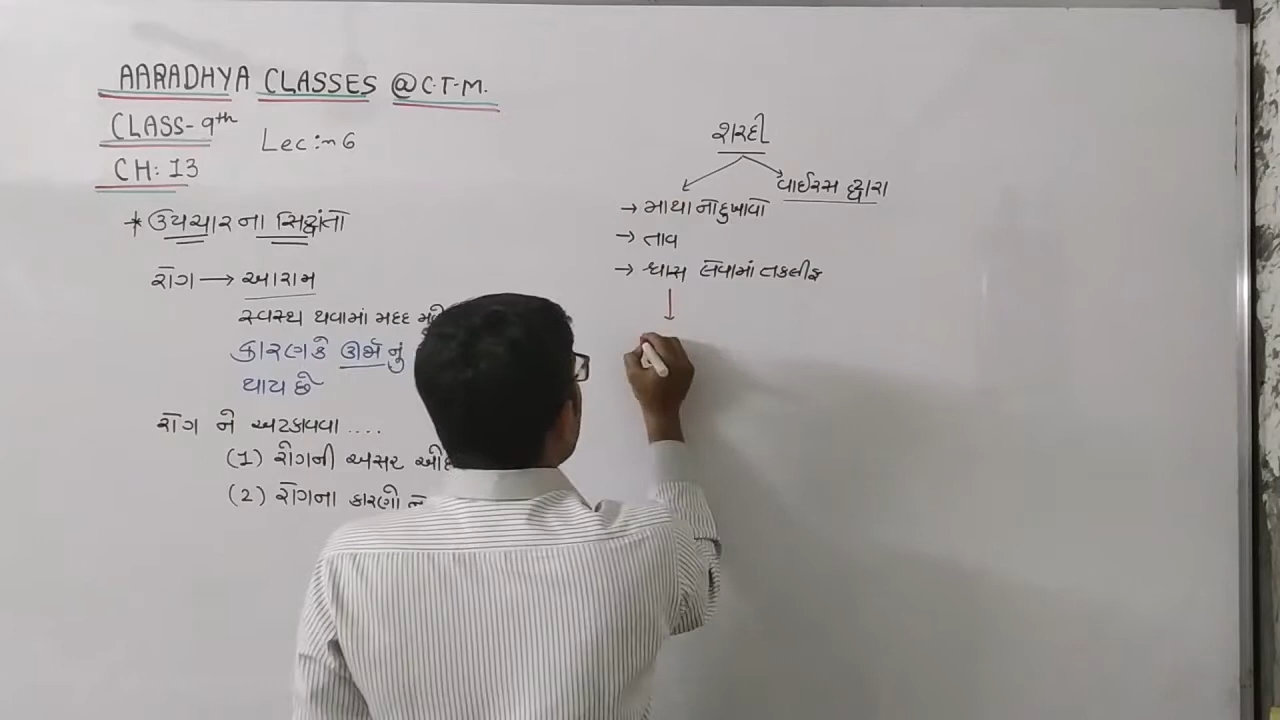 AARADHYA CLASSES @C.T.M.
CLASS-9th Lec:-6
CH: 13
* ઉપચારના સિદ્ધાંતો
રોગ → આરામ
સ્વસ્થ થવામાં મદદ
કારણકે ઊર્જા નું
થાય છે
રોગ ને અટકાવવા ....
(1) રોગની અસર
(2) રોગના કારણો
શરદી
વાઈરસ દ્વારા
→ માથાનો દુખાવો
→ તાવ
→ શ્વાસ લેવામાં તકલીફ